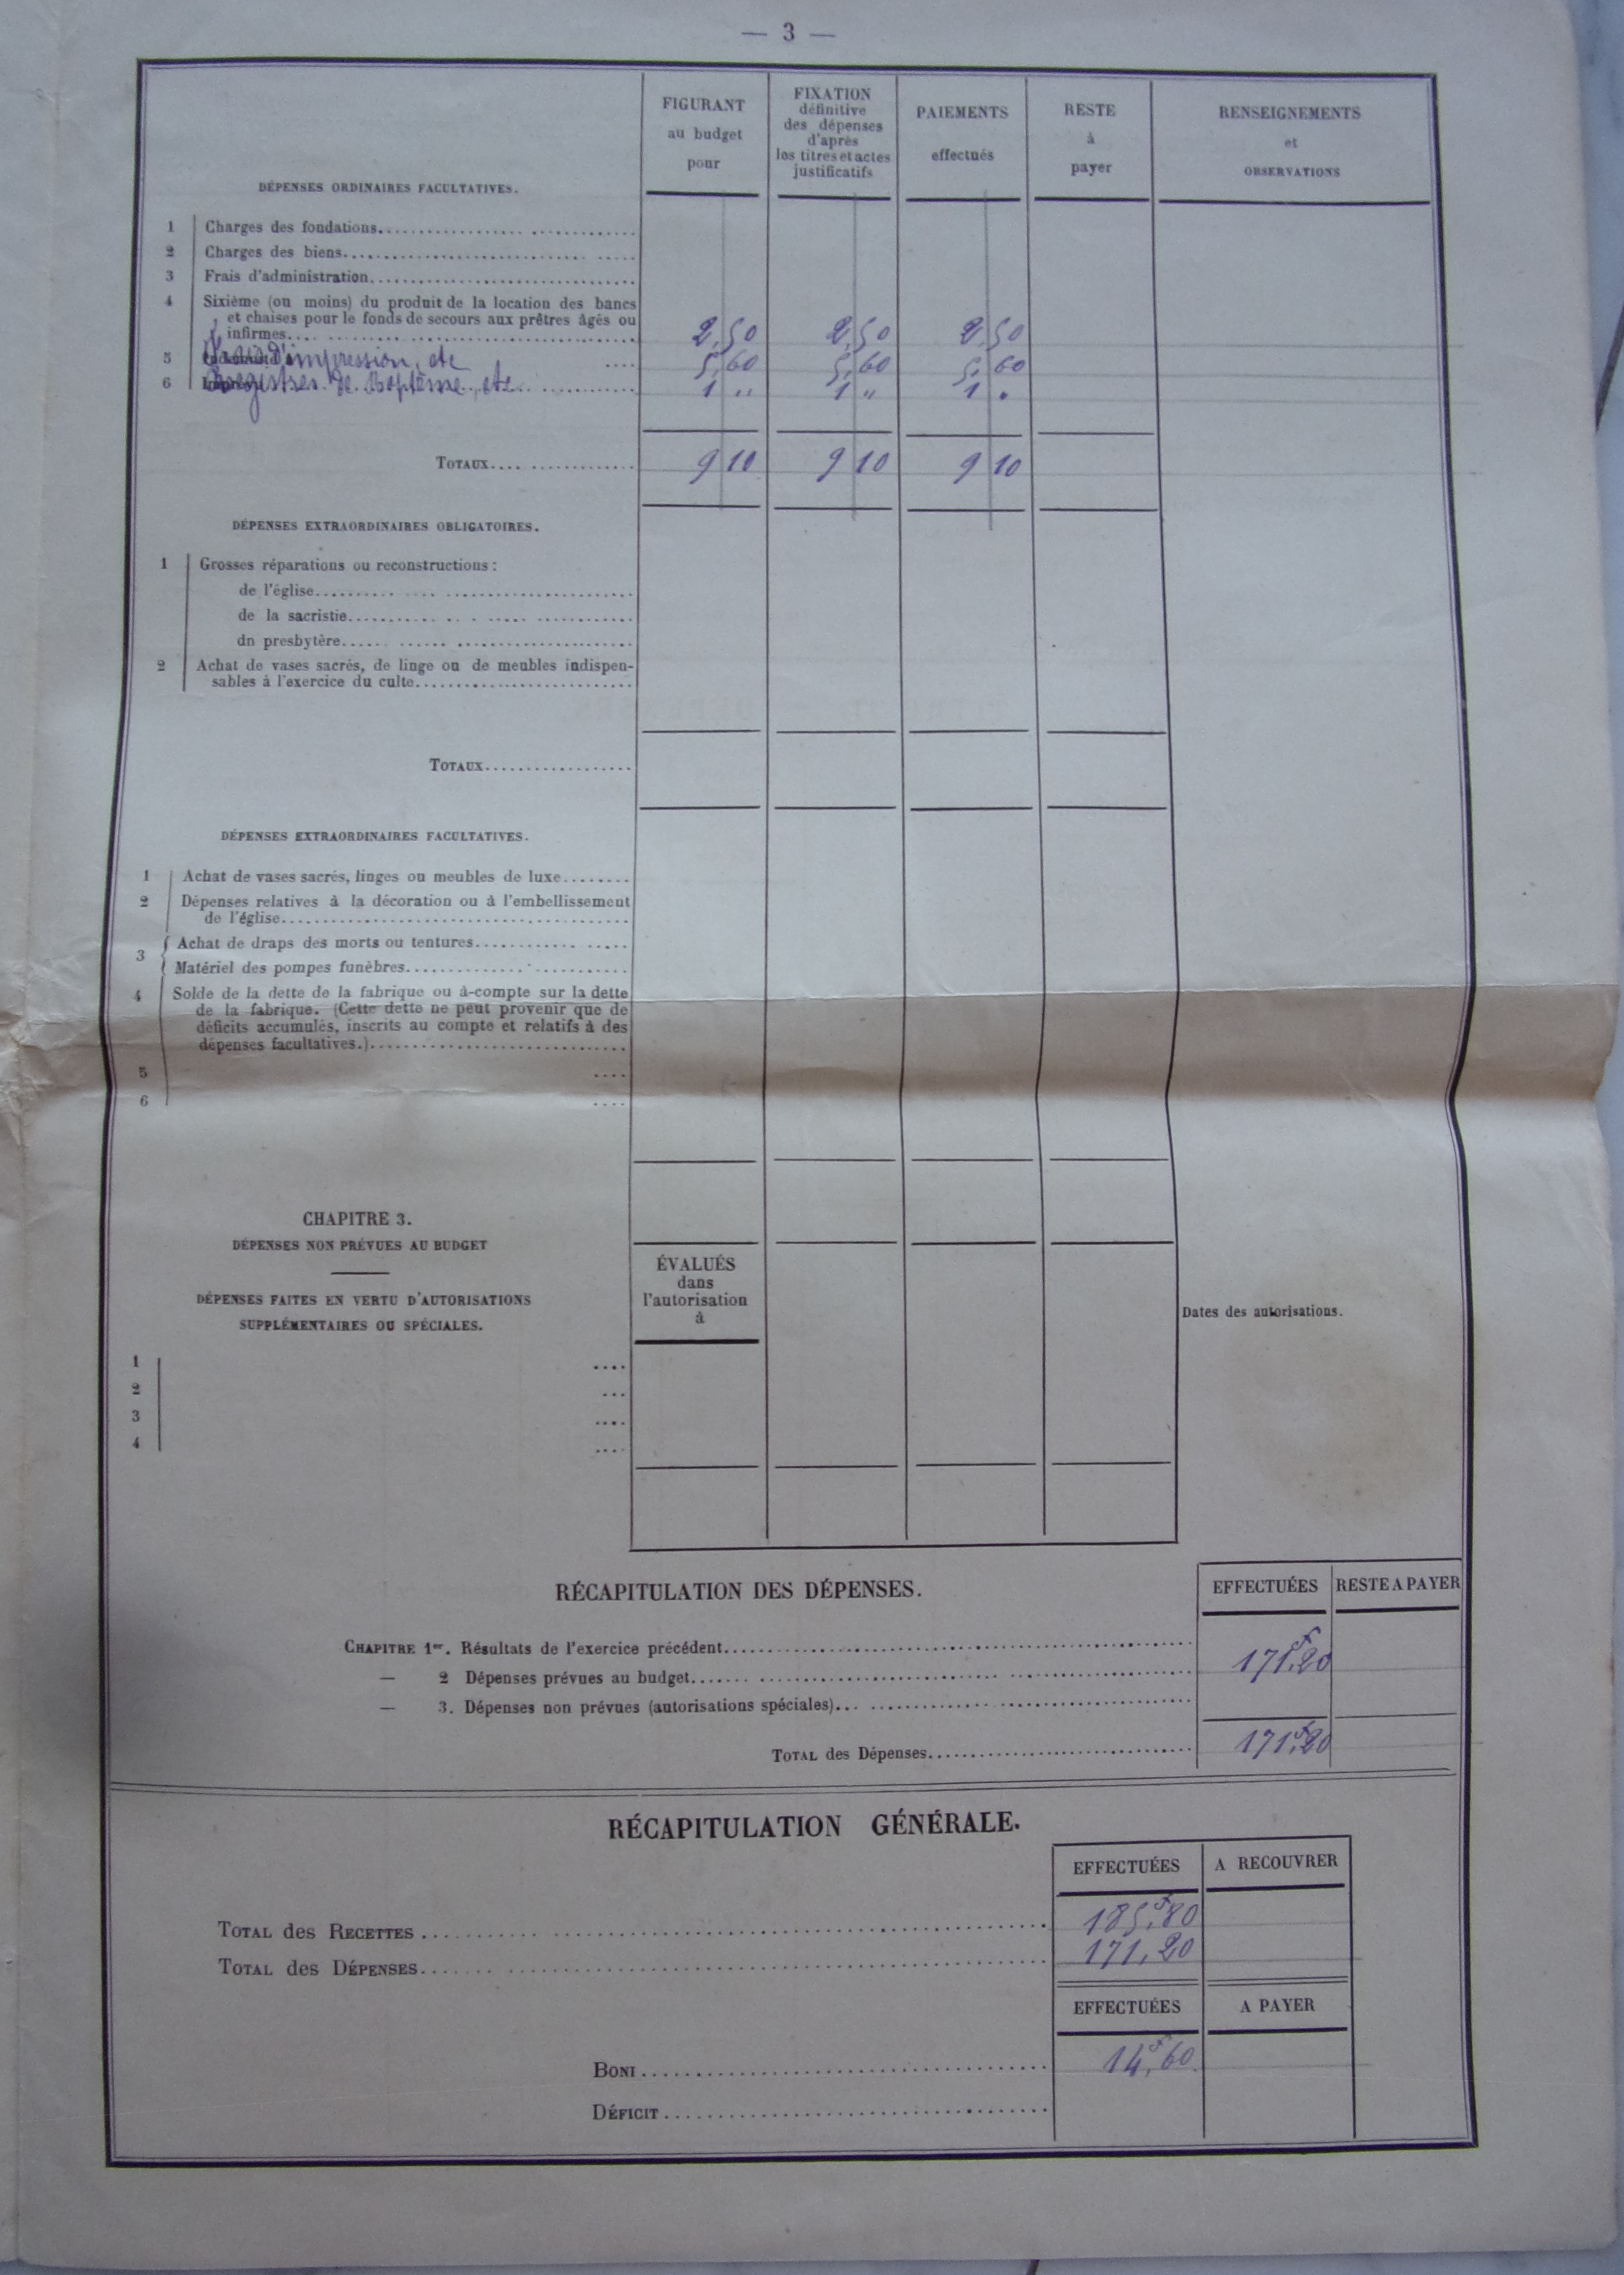 — 3 —
FIGURANT
au budget
pour
FIXATION
définitive
des dépenses
d'après
les titres et actes
justificatifs
PAIEMENTS
effectués
RESTE
à
payer
RENSEIGNEMENTS
et
OBSERVATIONS
DÉPENSES ORDINAIRES FACULTATIVES.
1 Charges des fondations
2 Charges des biens
3 Frais d'administration
4 Sixième (ou moins) du produit de la location des bancs
et chaises pour le fonds de secours aux prêtres âgés ou
infirmes 2,50 2,50 2,50
5 d'impression, etc 5,60 5,60 5,60
6 Registres de Baptême, etc 1 " 1 " 1 "
TOTAUX 9 10 9 10 9 10
DÉPENSES EXTRAORDINAIRES OBLIGATOIRES.
1 Grosses réparations ou reconstructions :
de l'église
de la sacristie
dn presbytère
2 Achat de vases sacrés, de linge ou de meubles indispen-
sables à l'exercice du culte
TOTAUX
DÉPENSES EXTRAORDINAIRES FACULTATIVES.
1 Achat de vases sacrés, linges ou meubles de luxe
2 Dépenses relatives à la décoration ou à l'embellissement
de l'église
3 { Achat de draps des morts ou tentures
Matériel des pompes funèbres
4 Solde de la dette de la fabrique ou à-compte sur la dette
de la fabrique. (Cette dette ne peut provenir que de
déficits accumulés, inscrits au compte et relatifs à des
dépenses facultatives.)
5
6
CHAPITRE 3.
DÉPENSES NON PRÉVUES AU BUDGET
DÉPENSES FAITES EN VERTU D'AUTORISATIONS
SUPPLÉMENTAIRES OU SPÉCIALES.
ÉVALUÉS
dans
l'autorisation
à
Dates des autorisations.
1
2
3
4
RÉCAPITULATION DES DÉPENSES.
EFFECTUÉES RESTE A PAYER
CHAPITRE 1er. Résultats de l'exercice précédent
— 2 Dépenses prévues au budget 171f,20
— 3. Dépenses non prévues (autorisations spéciales)
TOTAL des Dépenses 171f,20
RÉCAPITULATION GÉNÉRALE.
EFFECTUÉES A RECOUVRER
TOTAL des RECETTES 185f,80
TOTAL des DÉPENSES 171,20
EFFECTUÉES A PAYER
BONI 14f,60
DÉFICIT